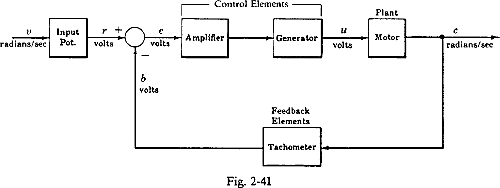 Control Elements
Plant
v
radians/sec
Input
Pot.
r
volts
+
−
e
volts
Amplifier
Generator
u
volts
Motor
c
radians/sec
b
volts
Feedback
Elements
Tachometer
Fig. 2-41